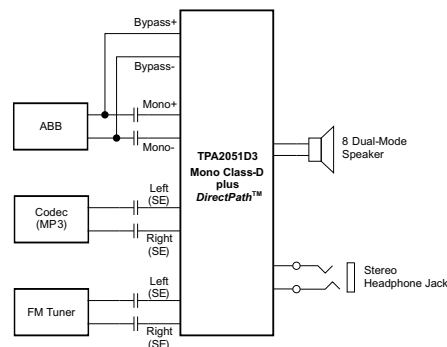 Bypass+
Bypass-
Mono+
Mono-
ABB
TPA2051D3
Mono Class-D
plus
DirectPath™
8 Dual-Mode
Speaker
Left
(SE)
Codec
(MP3)
Right
(SE)
Stereo
Headphone Jack
Left
(SE)
FM Tuner
Right
(SE)